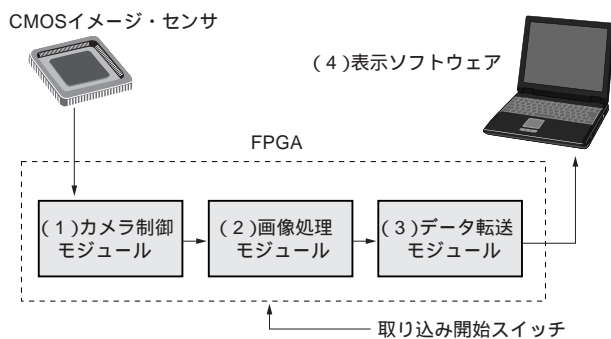 CMOSイメージ・センサ
(4)表示ソフトウェア
FPGA
(1)カメラ制御
モジュール
(2)画像処理
モジュール
(3)データ転送
モジュール
取り込み開始スイッチ